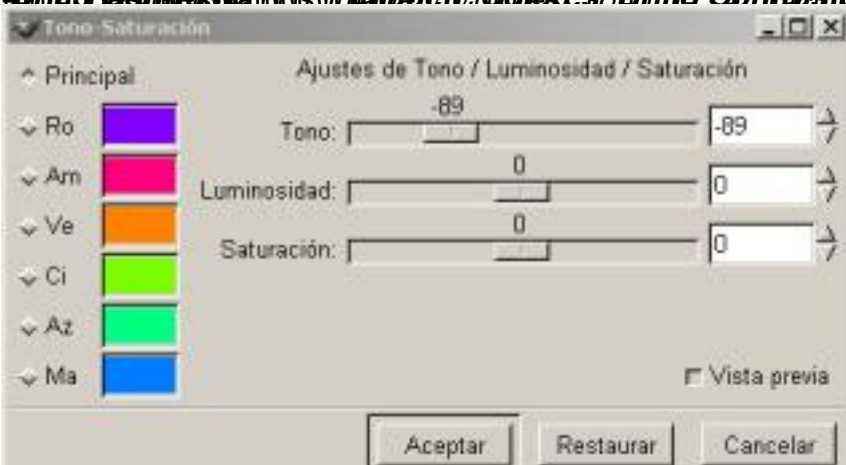 Tono-Saturación
Principal
Ajustes de Tono / Luminosidad / Saturación
Ro
-89
Tono:
-89
Am
0
Luminosidad:
0
Ve
0
Saturación:
0
Ci
Az
Ma
Vista previa
Aceptar
Restaurar
Cancelar